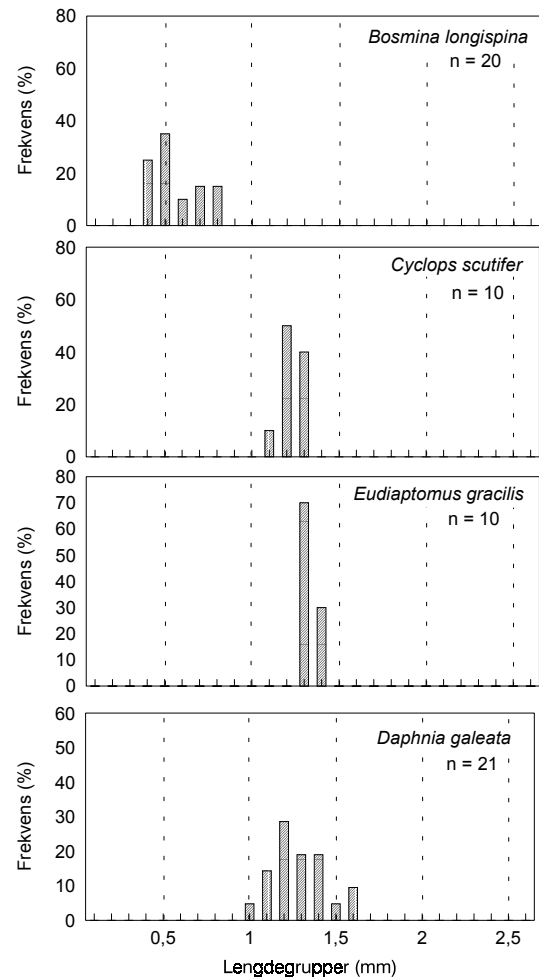 80
Bosmina longispina
n = 20
60
40
20
0
Frekvens (%)
80
Cyclops scutifer
n = 10
60
40
20
0
Frekvens (%)
80
Eudiaptomus gracilis
70
n = 10
60
50
40
30
20
10
0
Frekvens (%)
60
Daphnia galeata
50
n = 21
40
30
20
10
0
Frekvens (%)
0,5 1 1,5 2 2,5
Lengdegrupper (mm)